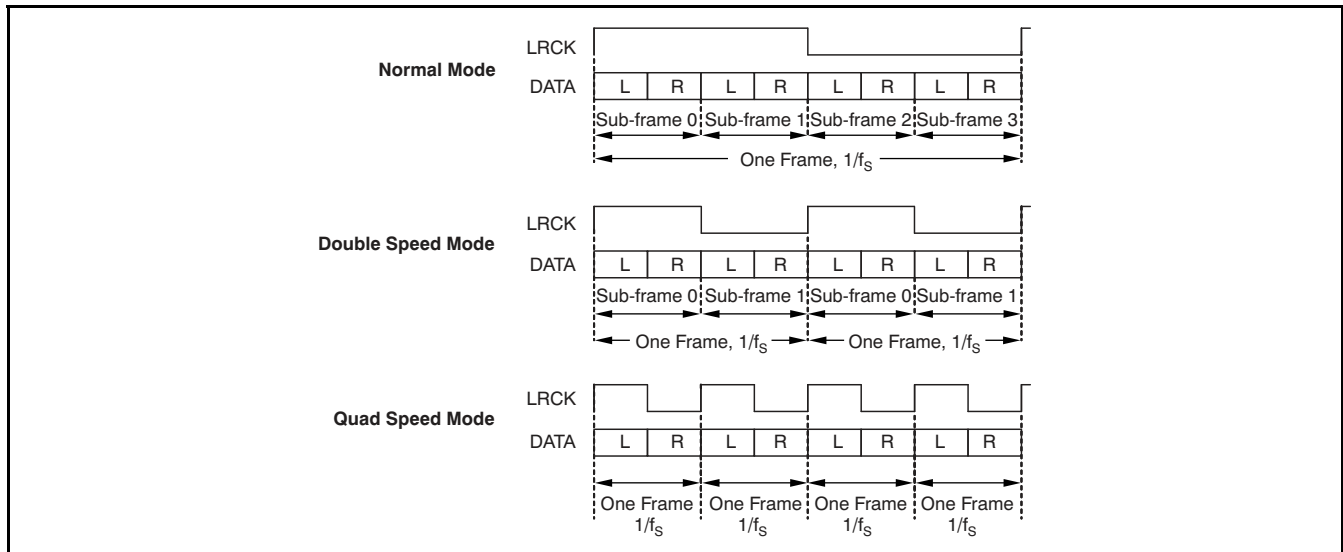 LRCK
Normal Mode
DATA L R L R L R L R
Sub-frame 0 Sub-frame 1 Sub-frame 2 Sub-frame 3
One Frame, 1/fS
LRCK
Double Speed Mode
DATA L R L R L R L R
Sub-frame 0 Sub-frame 1 Sub-frame 0 Sub-frame 1
One Frame, 1/fS One Frame, 1/fS
LRCK
Quad Speed Mode
DATA L R L R L R L R
One Frame One Frame One Frame One Frame
1/fS 1/fS 1/fS 1/fS